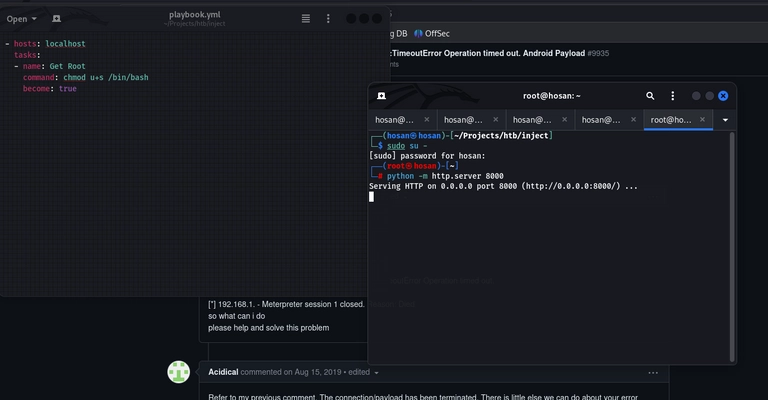 Open
playbook.yml
~/Projects/htb/inject
- hosts: localhost
tasks:
- name: Get Root
command: chmod u+s /bin/bash
become: true
g DB OffSec
:TimeoutError Operation timed out. Android Payload #9935
nts
root@hosan: ~
hosan@... × hosan@... × hosan@... × hosan@... × root@ho... ×
┌──(hosan㉿hosan)-[~/Projects/htb/inject]
└─$ sudo su -
[sudo] password for hosan:
┌──(root㉿hosan)-[~]
└─# python -m http.server 8000
Serving HTTP on 0.0.0.0 port 8000 (http://0.0.0.0:8000/) ...
[*] 192.168.1. - Meterpreter session 1 closed.
so what can i do
please help and solve this problem
Acidical commented on Aug 15, 2019 • edited
Refer to my previous comment. The connection/payload has been terminated. There is little else we can do about your error